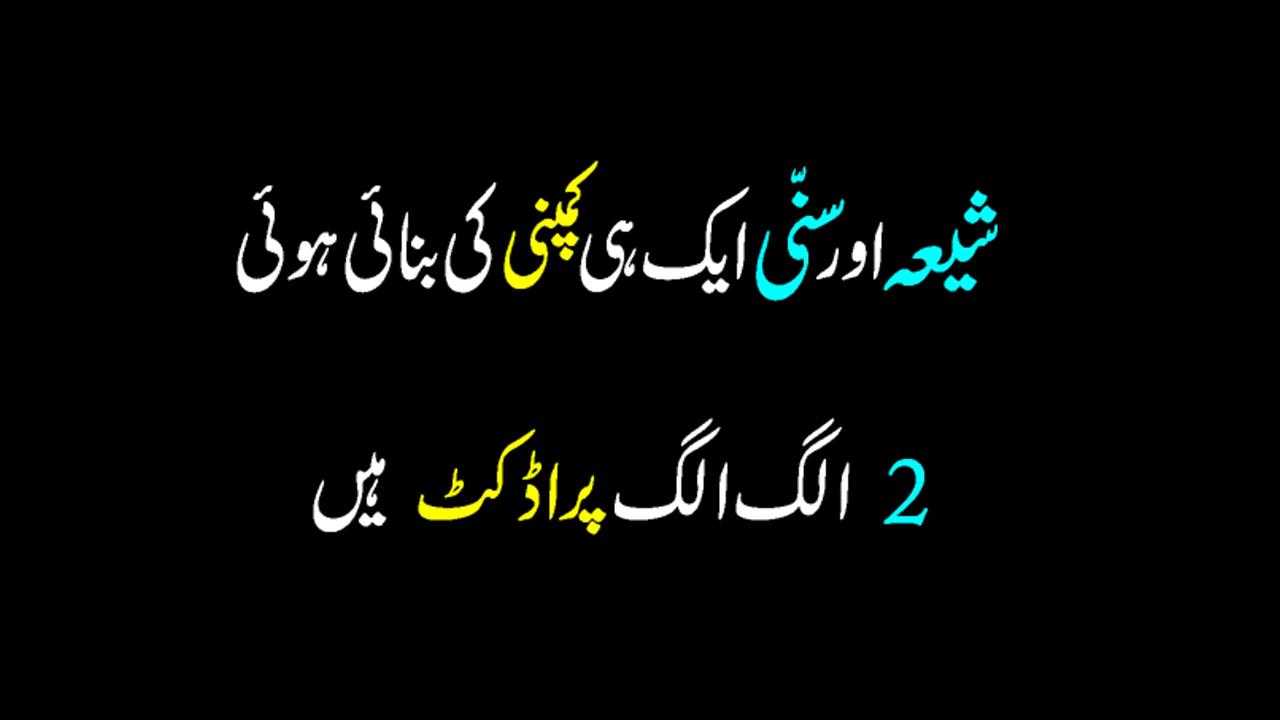 شیعہ اور سنّی ایک ہی کمپنی کی بنائی ہوئی
2 الگ الگ پراڈکٹ ہیں